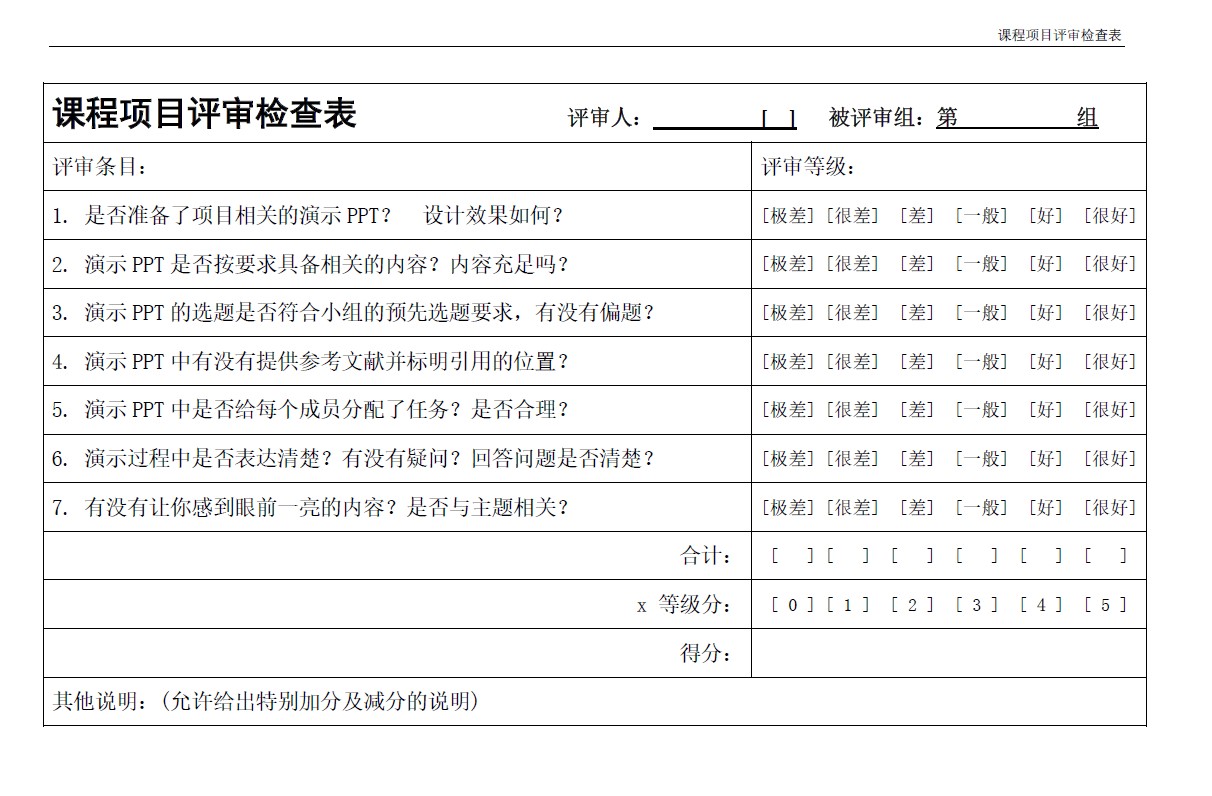 课程项目评审检查表
课程项目评审检查表 评审人：[ ] 被评审组：第 组
评审条目： 评审等级：
1. 是否准备了项目相关的演示 PPT？ 设计效果如何？ [极差] [很差] [差] [一般] [好] [很好]
2. 演示 PPT 是否按要求具备相关的内容？内容充足吗？ [极差] [很差] [差] [一般] [好] [很好]
3. 演示 PPT 的选题是否符合小组的预先选题要求，有没有偏题？ [极差] [很差] [差] [一般] [好] [很好]
4. 演示 PPT 中有没有提供参考文献并标明引用的位置？ [极差] [很差] [差] [一般] [好] [很好]
5. 演示 PPT 中是否给每个成员分配了任务？是否合理？ [极差] [很差] [差] [一般] [好] [很好]
6. 演示过程中是否表达清楚？有没有疑问？回答问题是否清楚？ [极差] [很差] [差] [一般] [好] [很好]
7. 有没有让你感到眼前一亮的内容？是否与主题相关？ [极差] [很差] [差] [一般] [好] [很好]
合计： [ ] [ ] [ ] [ ] [ ] [ ]
x 等级分： [ 0 ] [ 1 ] [ 2 ] [ 3 ] [ 4 ] [ 5 ]
得分：
其他说明：(允许给出特别加分及减分的说明)